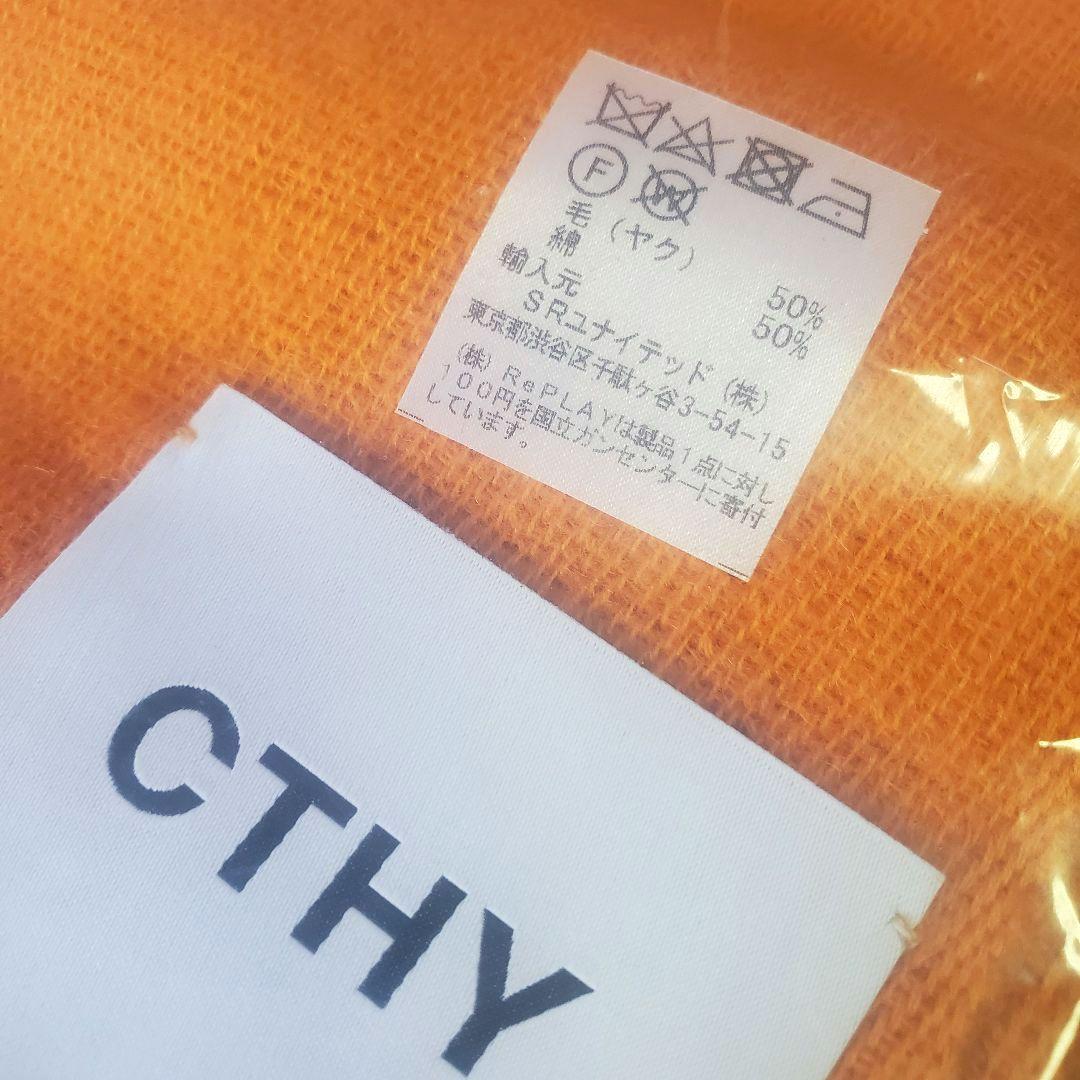 F W
毛（ヤク） 50%
綿 50%
輸入元
SRユナイテッド（株）
東京都渋谷区千駄ヶ谷3-54-15
（株）RePLAYは製品1点に対し
100円を国立ガンセンターに寄付
しています。
CTHY